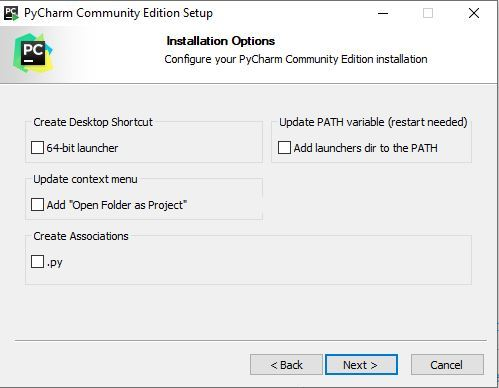 PC PyCharm Community Edition Setup
PC
Installation Options
Configure your PyCharm Community Edition installation
Create Desktop Shortcut
64-bit launcher
Update PATH variable (restart needed)
Add launchers dir to the PATH
Update context menu
Add "Open Folder as Project"
Create Associations
.py
< Back
Next >
Cancel